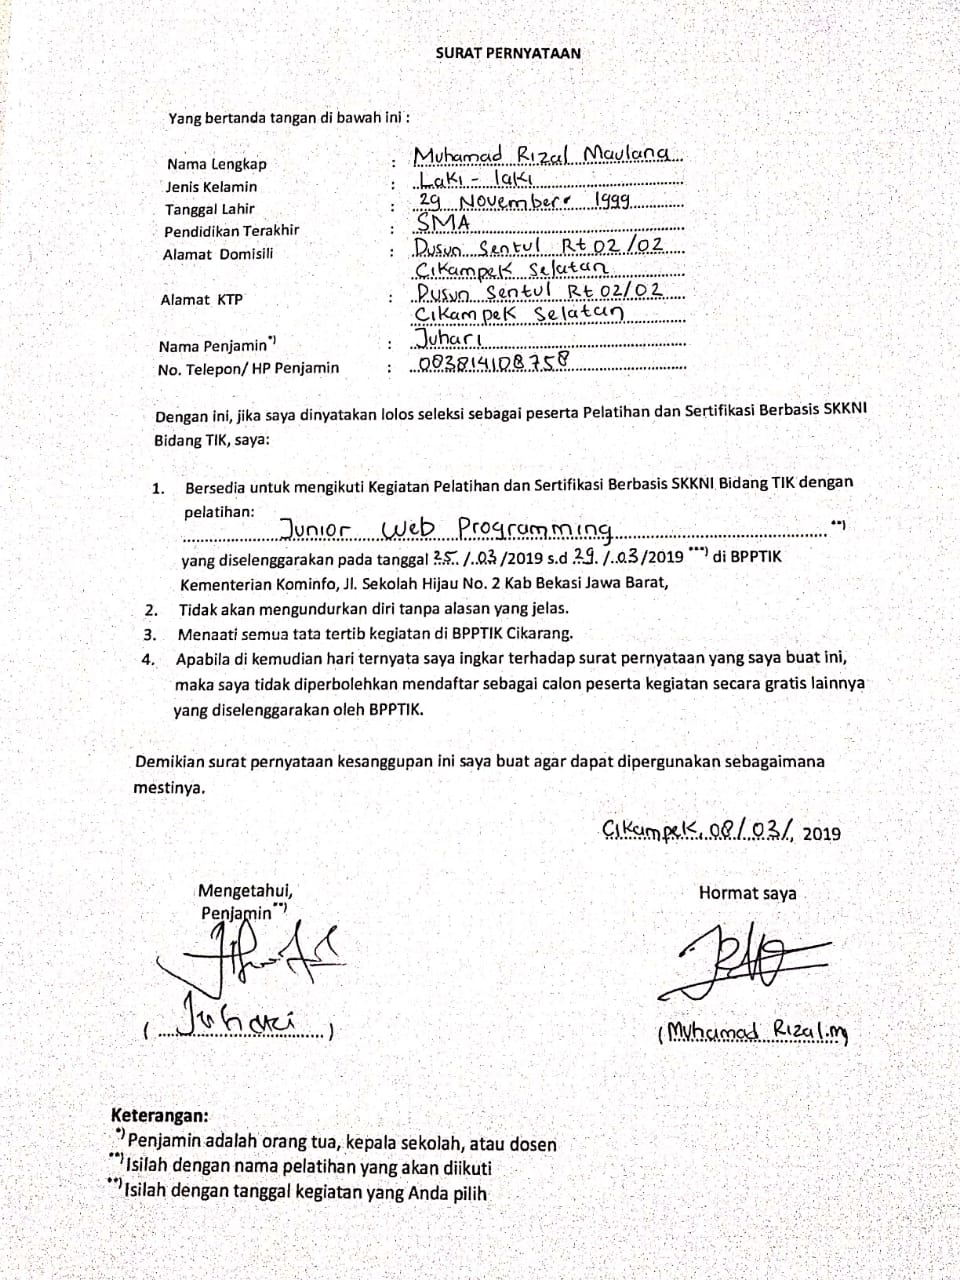 SURAT PERNYATAAN
Yang bertanda tangan di bawah ini :
Nama Lengkap : Muhamad Rizal Maulana
Jenis Kelamin : Laki - laki
Tanggal Lahir : 29 November 1999
Pendidikan Terakhir : SMA
Alamat Domisili : Dusun Sentul Rt 02/02
Cikampek Selatan
Alamat KTP : Dusun Sentul Rt 02/02
Cikampek Selatan
Nama Penjamin*) : Juhari
No. Telepon/ HP Penjamin : 083814108758
Dengan ini, jika saya dinyatakan lolos seleksi sebagai peserta Pelatihan dan Sertifikasi Berbasis SKKNI
Bidang TIK, saya:
1. Bersedia untuk mengikuti Kegiatan Pelatihan dan Sertifikasi Berbasis SKKNI Bidang TIK dengan
pelatihan:
Junior Web Programming **)
yang diselenggarakan pada tanggal 25./.03/2019 s.d 29./.03/2019 ***) di BPPTIK
Kementerian Kominfo, Jl. Sekolah Hijau No. 2 Kab Bekasi Jawa Barat,
2. Tidak akan mengundurkan diri tanpa alasan yang jelas.
3. Menaati semua tata tertib kegiatan di BPPTIK Cikarang.
4. Apabila di kemudian hari ternyata saya ingkar terhadap surat pernyataan yang saya buat ini,
maka saya tidak diperbolehkan mendaftar sebagai calon peserta kegiatan secara gratis lainnya
yang diselenggarakan oleh BPPTIK.
Demikian surat pernyataan kesanggupan ini saya buat agar dapat dipergunakan sebagaimana
mestinya.
Cikampek, 08/.03/, 2019
Mengetahui, Hormat saya
Penjamin**)
(Juhari) (Muhamad Rizal.m)
Keterangan:
*)Penjamin adalah orang tua, kepala sekolah, atau dosen
**)Isilah dengan nama pelatihan yang akan diikuti
**)Isilah dengan tanggal kegiatan yang Anda pilih